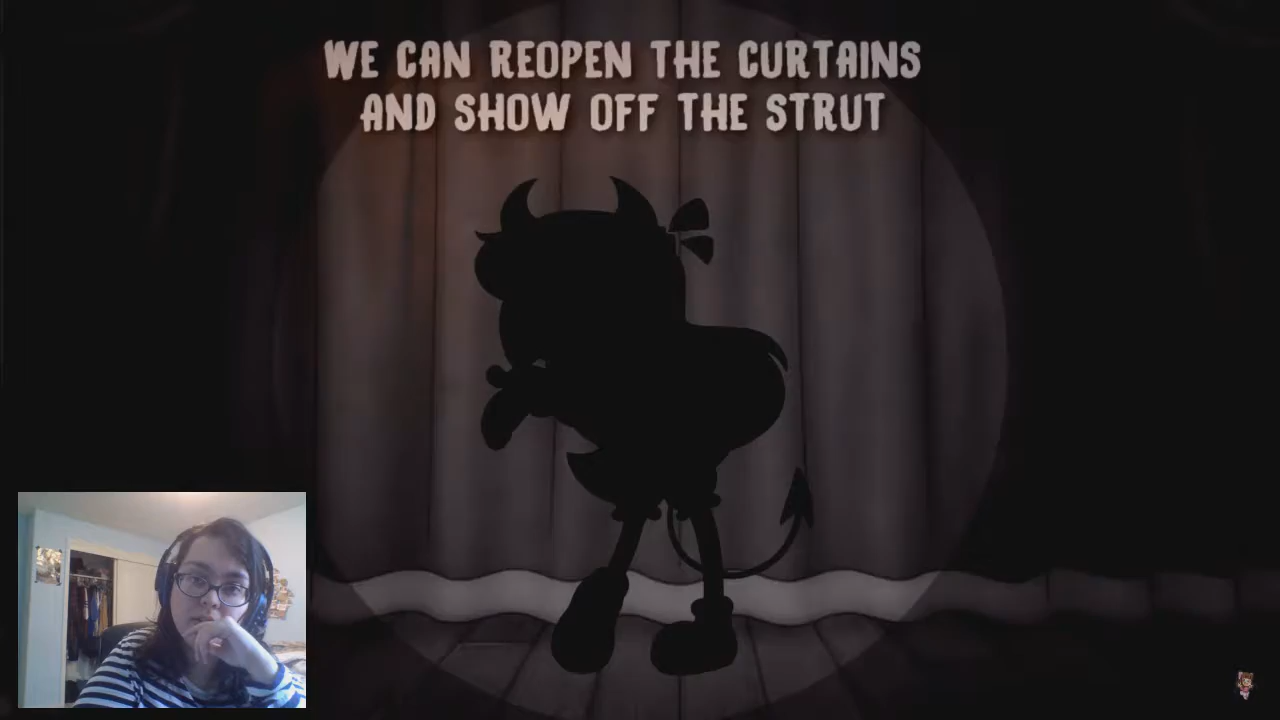 WE CAN REOPEN THE CURTAINS
AND SHOW OFF THE STRUT